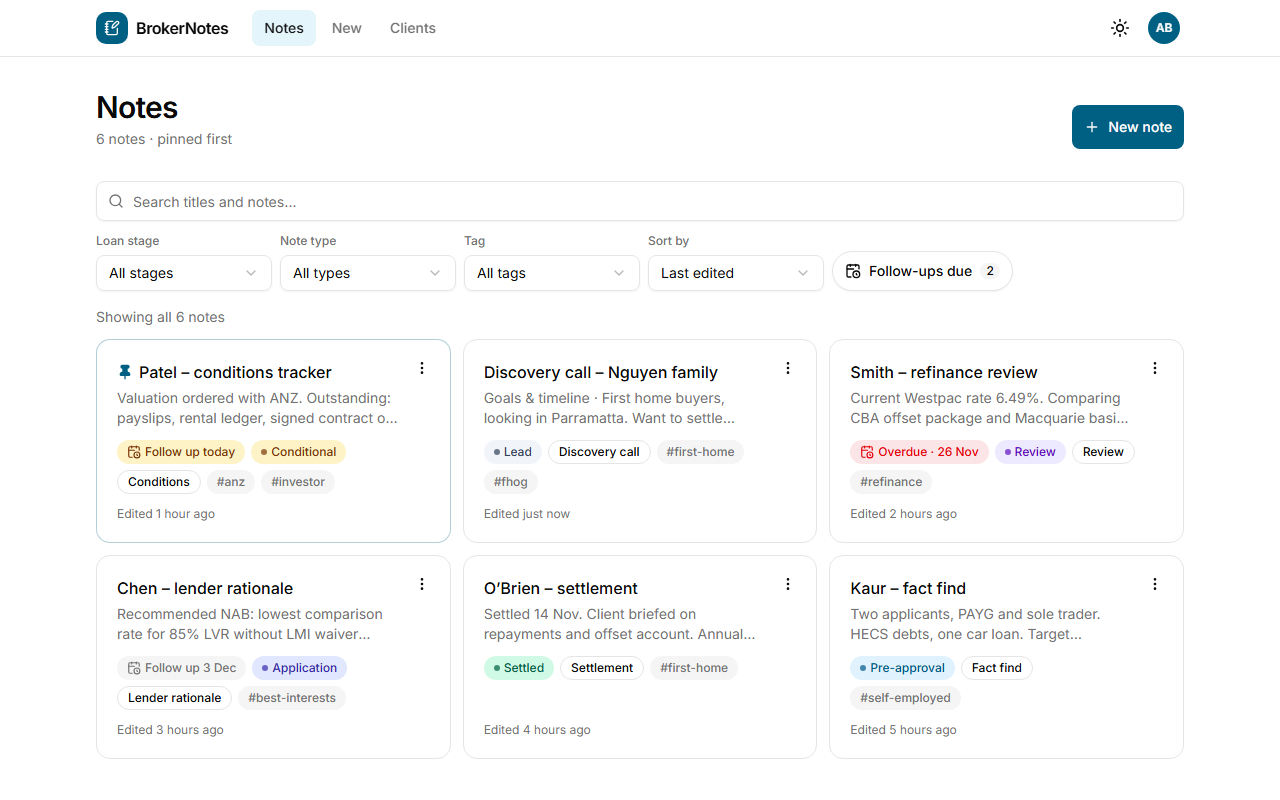 BrokerNotes Notes New Clients AB
Notes
6 notes · pinned first
New note
Search titles and notes...
Loan stage Note type Tag Sort by
All stages All types All tags Last edited Follow-ups due 2
Showing all 6 notes
Patel – conditions tracker
Valuation ordered with ANZ. Outstanding:
payslips, rental ledger, signed contract o...
Follow up today Conditional
Conditions #anz #investor
Edited 1 hour ago
Discovery call – Nguyen family
Goals & timeline · First home buyers,
looking in Parramatta. Want to settle...
Lead Discovery call #first-home
#fhog
Edited just now
Smith – refinance review
Current Westpac rate 6.49%. Comparing
CBA offset package and Macquarie basi...
Overdue · 26 Nov Review Review
#refinance
Edited 2 hours ago
Chen – lender rationale
Recommended NAB: lowest comparison
rate for 85% LVR without LMI waiver...
Follow up 3 Dec Application
Lender rationale #best-interests
Edited 3 hours ago
O’Brien – settlement
Settled 14 Nov. Client briefed on
repayments and offset account. Annual...
Settled Settlement #first-home
Edited 4 hours ago
Kaur – fact find
Two applicants, PAYG and sole trader.
HECS debts, one car loan. Target...
Pre-approval Fact find
#self-employed
Edited 5 hours ago